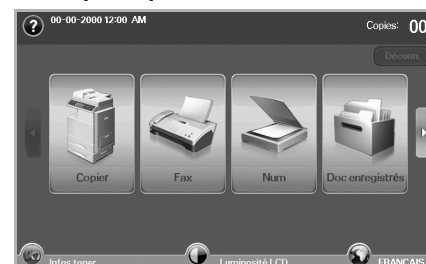 ? 00-00-2000 12:00 AM Copies: 00
Déconn.
Copier Fax Num Doc enregistrés
Infos toner Luminosité LCD FRANÇAIS